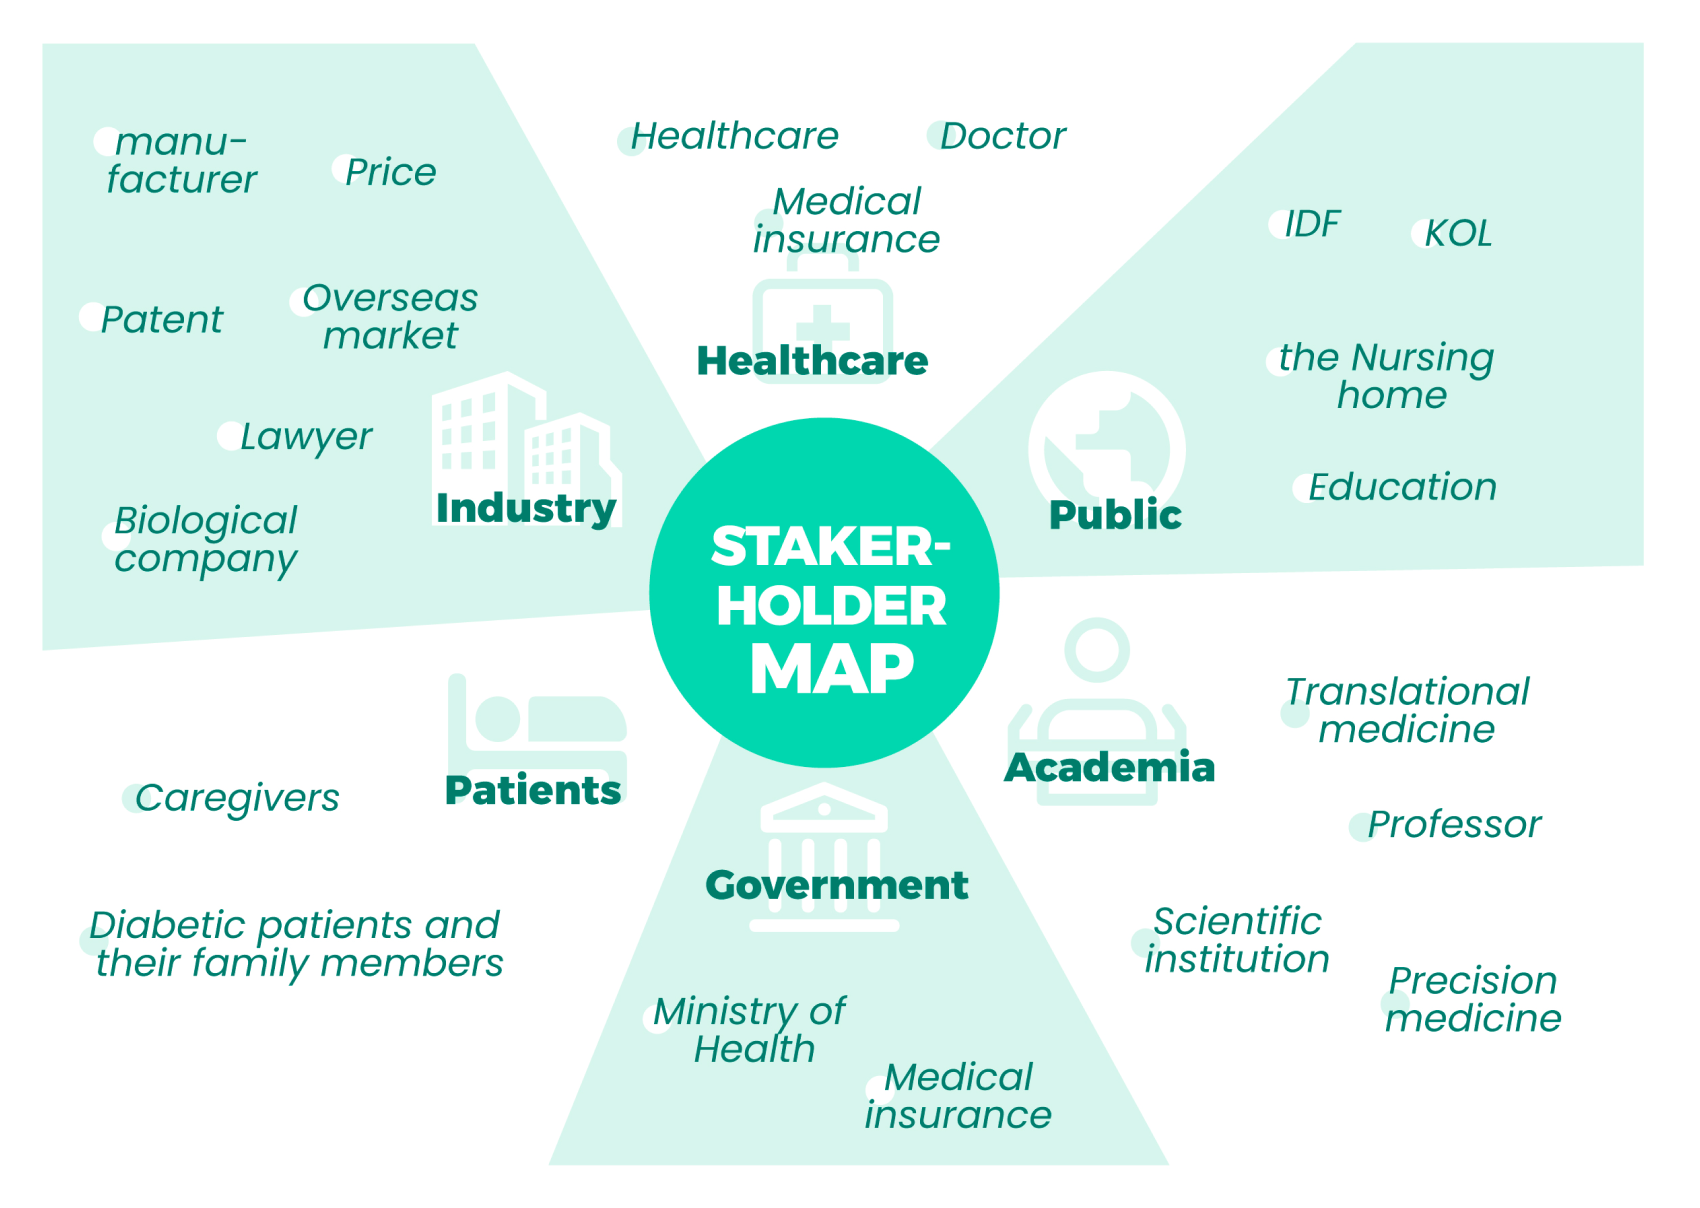 manu-
facturer
Price
Patent
Overseas
market
Lawyer
Biological
company
Industry
Healthcare
Doctor
Medical
insurance
Healthcare
IDF
KOL
the Nursing
home
Education
Public
STAKER-
HOLDER
MAP
Patients
Caregivers
Diabetic patients and
their family members
Government
Ministry of
Health
Medical
insurance
Academia
Translational
medicine
Professor
Scientific
institution
Precision
medicine